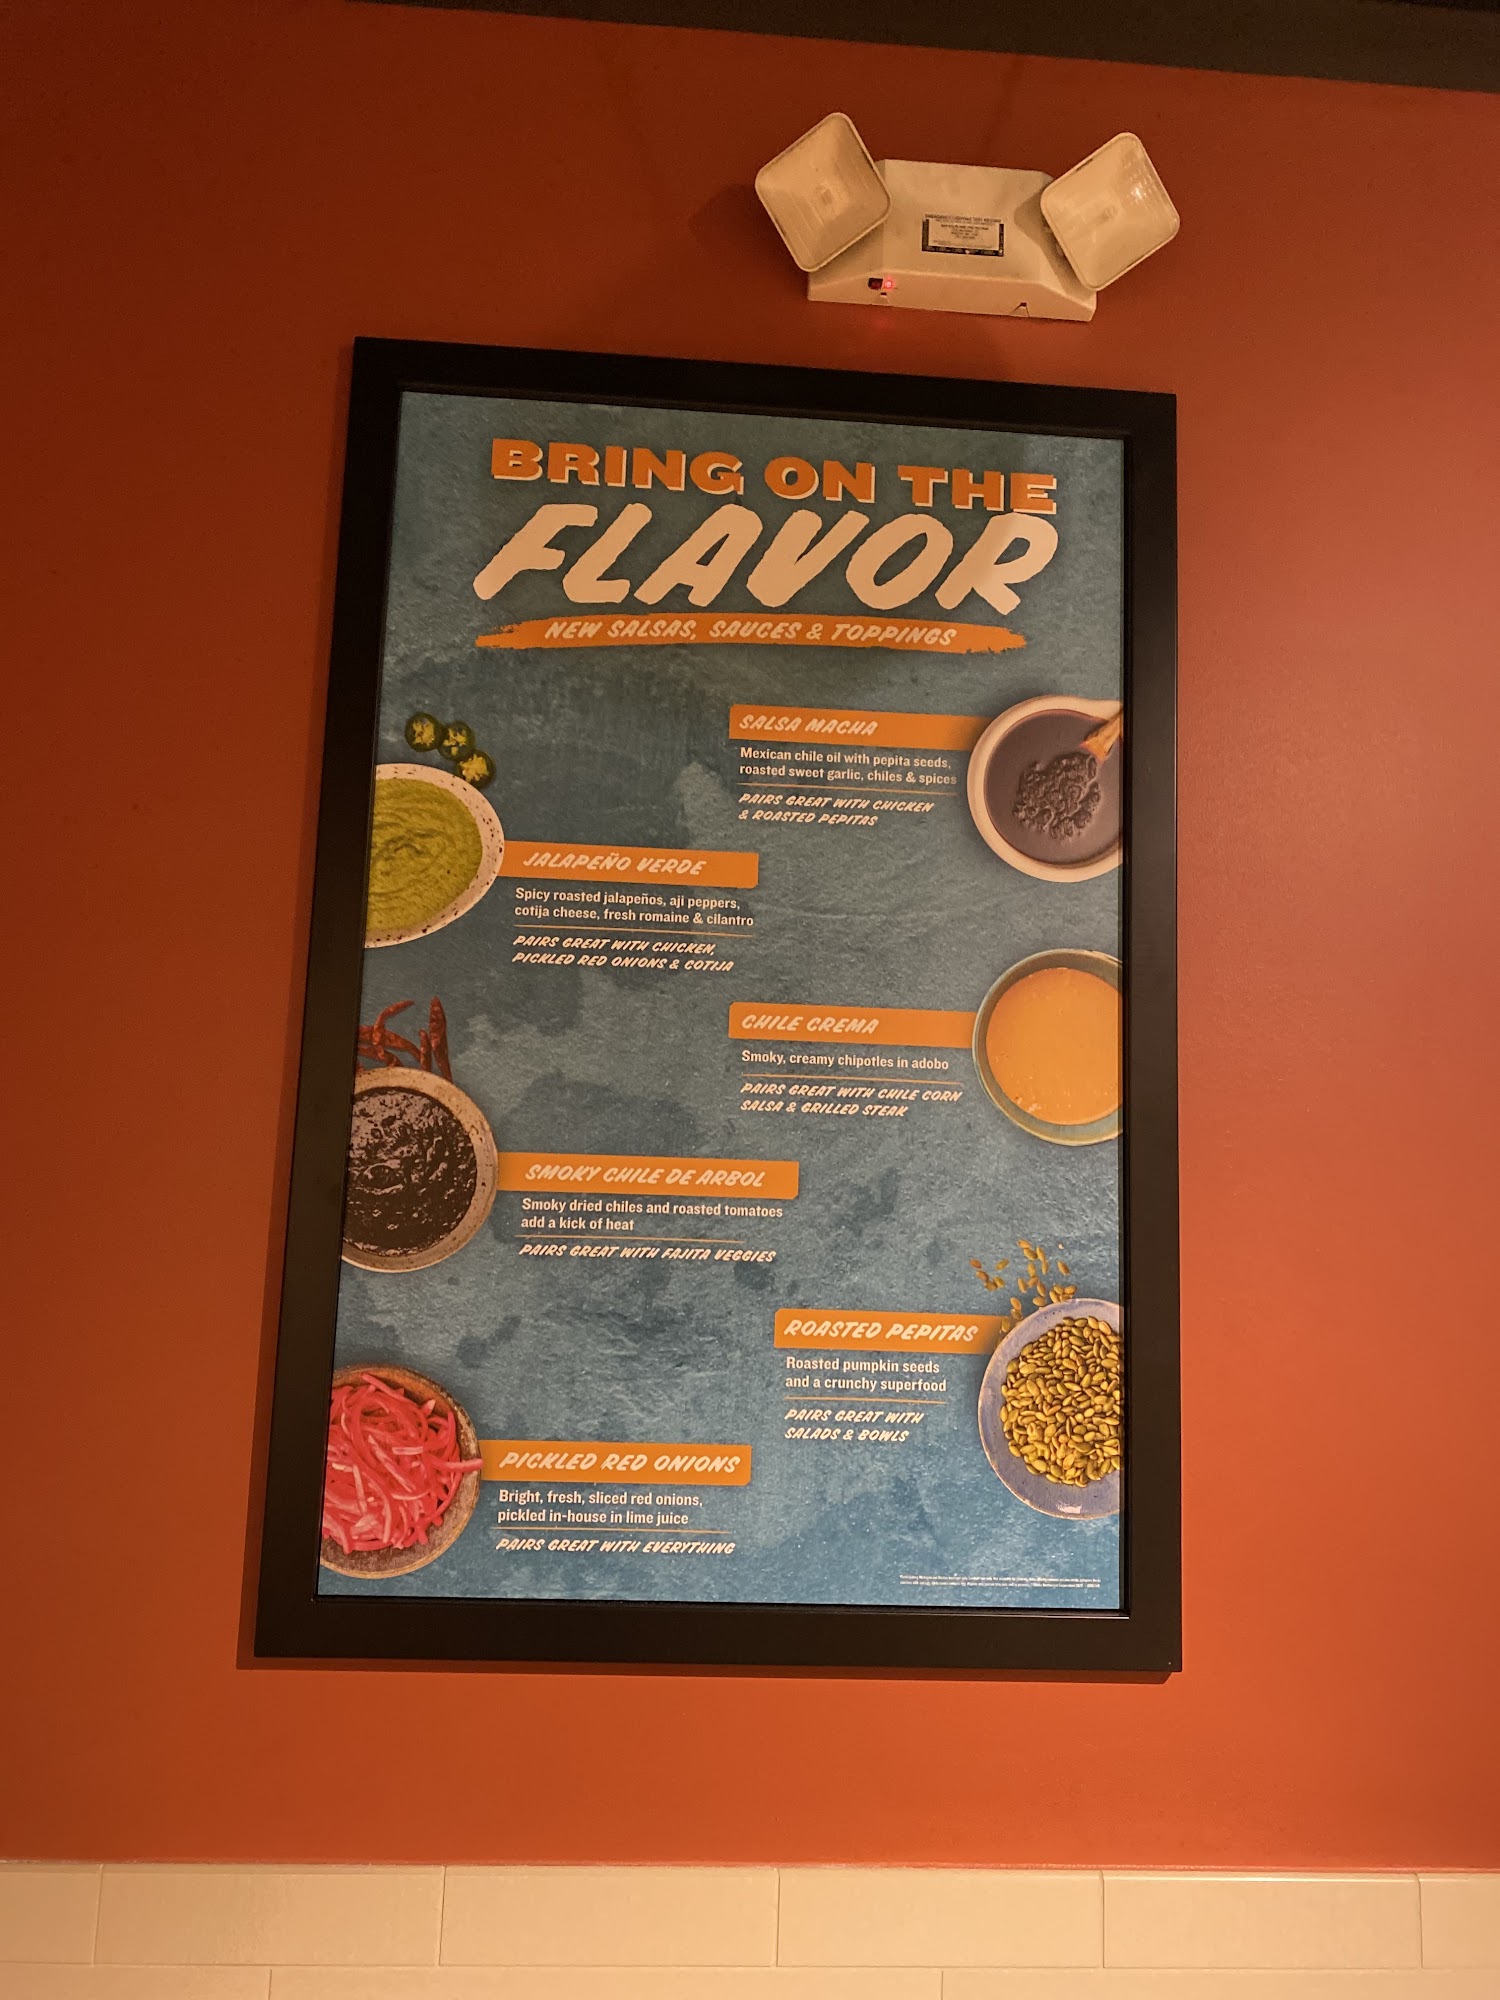 BRING ON THE
FLAVOR
NEW SALSAS, SAUCES & TOPPINGS
SALSA MACHA
Mexican chile oil with pepita seeds,
roasted sweet garlic, chiles & spices
PAIRS GREAT WITH CHICKEN
& ROASTED PEPITAS
JALAPEÑO VERDE
Spicy roasted jalapeños, aji peppers,
cotija cheese, fresh romaine & cilantro
PAIRS GREAT WITH CHICKEN,
PICKLED RED ONIONS & COTIJA
CHILE CREMA
Smoky, creamy chipotles in adobo
PAIRS GREAT WITH CHILE CORN
SALSA & GRILLED STEAK
SMOKY CHILE DE ARBOL
Smoky dried chiles and roasted tomatoes
add a kick of heat
PAIRS GREAT WITH FAJITA VEGGIES
ROASTED PEPITAS
Roasted pumpkin seeds
and a crunchy superfood
PAIRS GREAT WITH
SALADS & BOWLS
PICKLED RED ONIONS
Bright, fresh, sliced red onions,
pickled in-house in lime juice
PAIRS GREAT WITH EVERYTHING